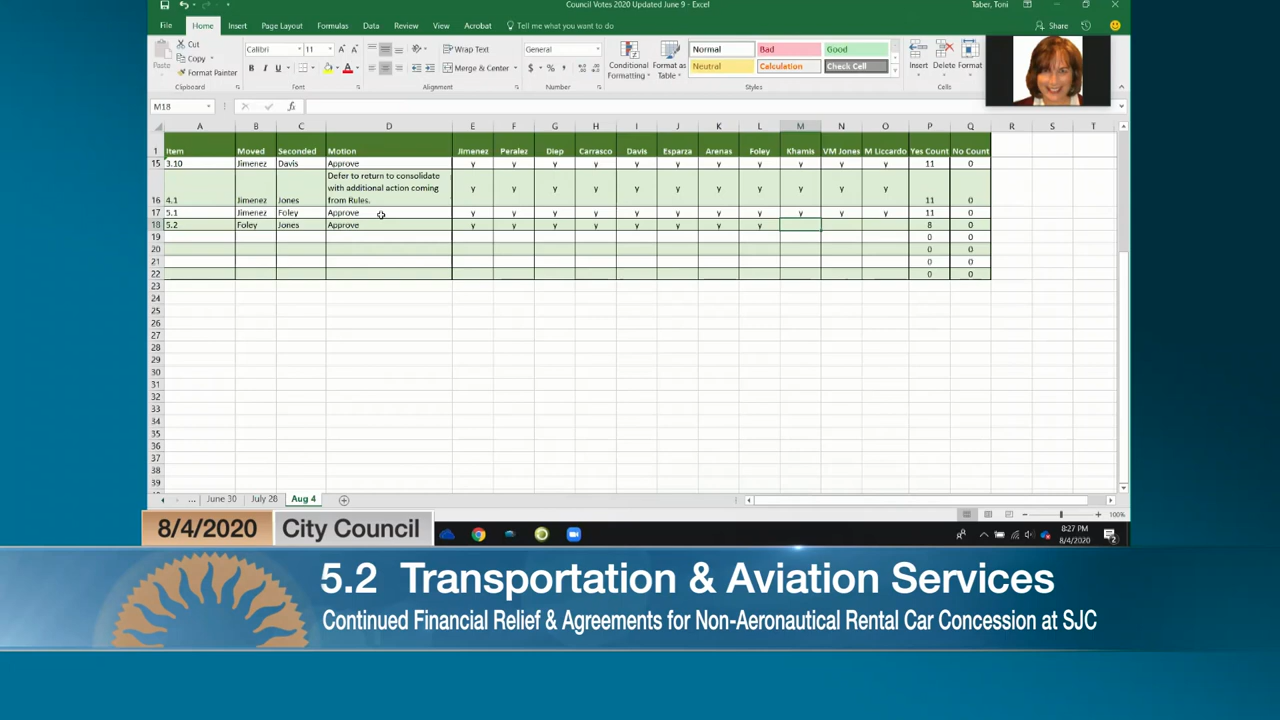 Council Votes 2020 Updated June 9 - Excel
Taber, Toni
File Home Insert Page Layout Formulas Data Review View Acrobat Tell me what you want to do Share
Paste Cut Calibri 11 Wrap Text General Conditional Formatting Format as Table Normal Bad Good Insert Delete Format
Copy
Format Painter B I U Merge & Center $ % Neutral Calculation Check Cell
Clipboard Font Alignment Number Styles Cells
M18 fx
A B C D E F G H I J K L M N O P Q R S T
1 Item Moved Seconded Motion Jimenez Peralez Diep Carrasco Davis Esparza Arenas Foley Khamis VM Jones M Liccardo Yes Count No Count
15 3.10 Jimenez Davis Approve y y y y y y y y y y y 11 0
16 4.1 Jimenez Jones Defer to return to consolidate with additional action coming from Rules. y y y y y y y y y y y 11 0
17 5.1 Jimenez Foley Approve y y y y y y y y y y y 11 0
18 5.2 Foley Jones Approve y y y y y y y y 8 0
19 0 0
20 0 0
21 0 0
22 0 0
23
24
25
26
27
28
29
30
31
32
33
34
35
36
37
38
39
... June 30 July 28 Aug 4
100%
8:27 PM
8/4/2020
8/4/2020 City Council
5.2 Transportation & Aviation Services
Continued Financial Relief & Agreements for Non-Aeronautical Rental Car Concession at SJC